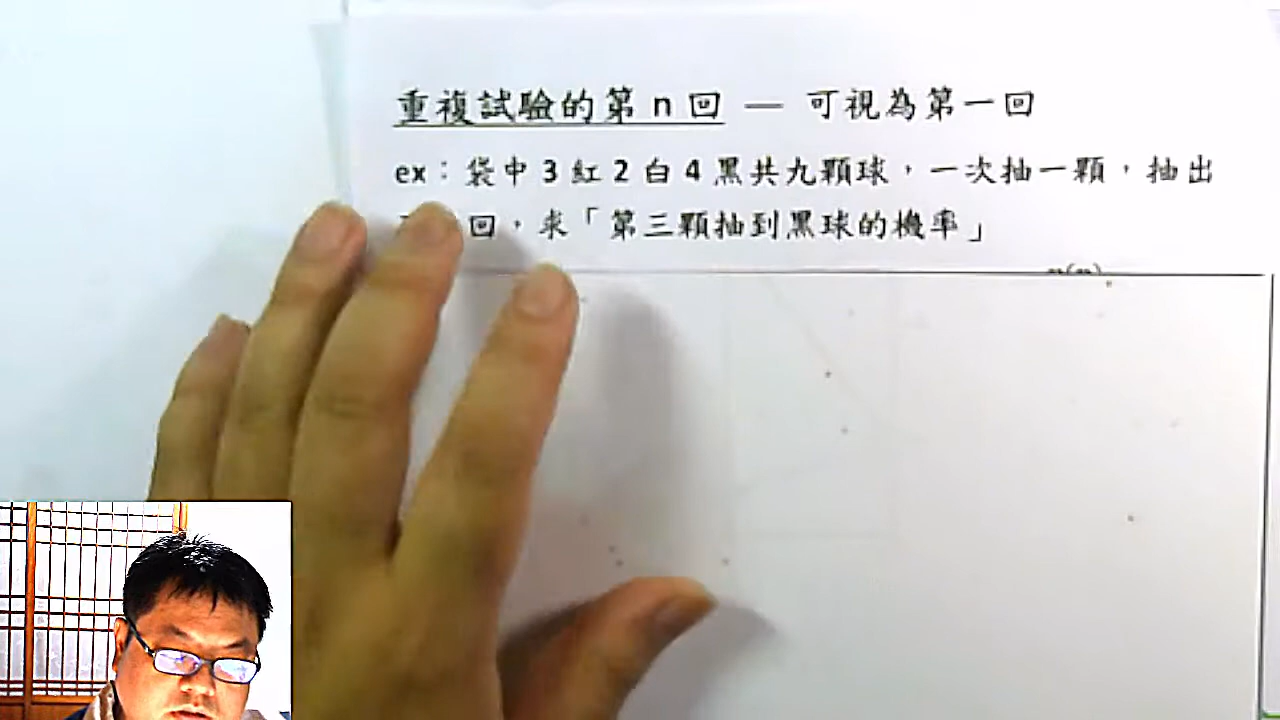 重複試驗的第 n 回 — 可視為第一回
ex：袋中 3 紅 2 白 4 黑共九顆球，一次抽一顆，抽出
回，求「第三顆抽到黑球的機率」